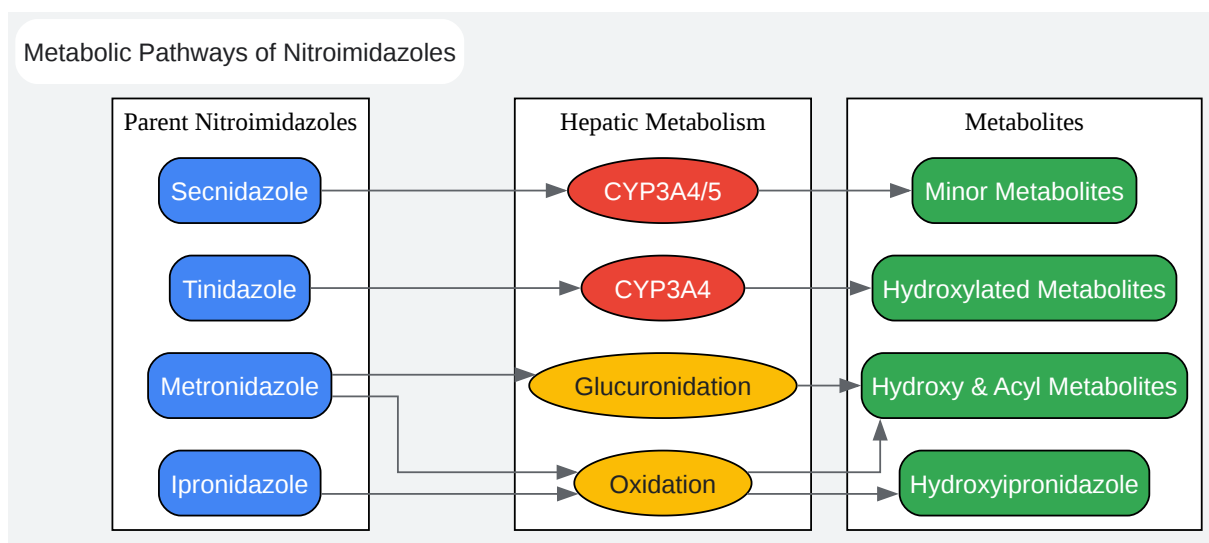 Metabolic Pathways of Nitroimidazoles
Parent Nitroimidazoles
Hepatic Metabolism
Metabolites
Secnidazole
CYP3A4/5
Minor Metabolites
Tinidazole
CYP3A4
Hydroxylated Metabolites
Metronidazole
Glucuronidation
Hydroxy & Acyl Metabolites
Ipronidazole
Oxidation
Hydroxyipronidazole